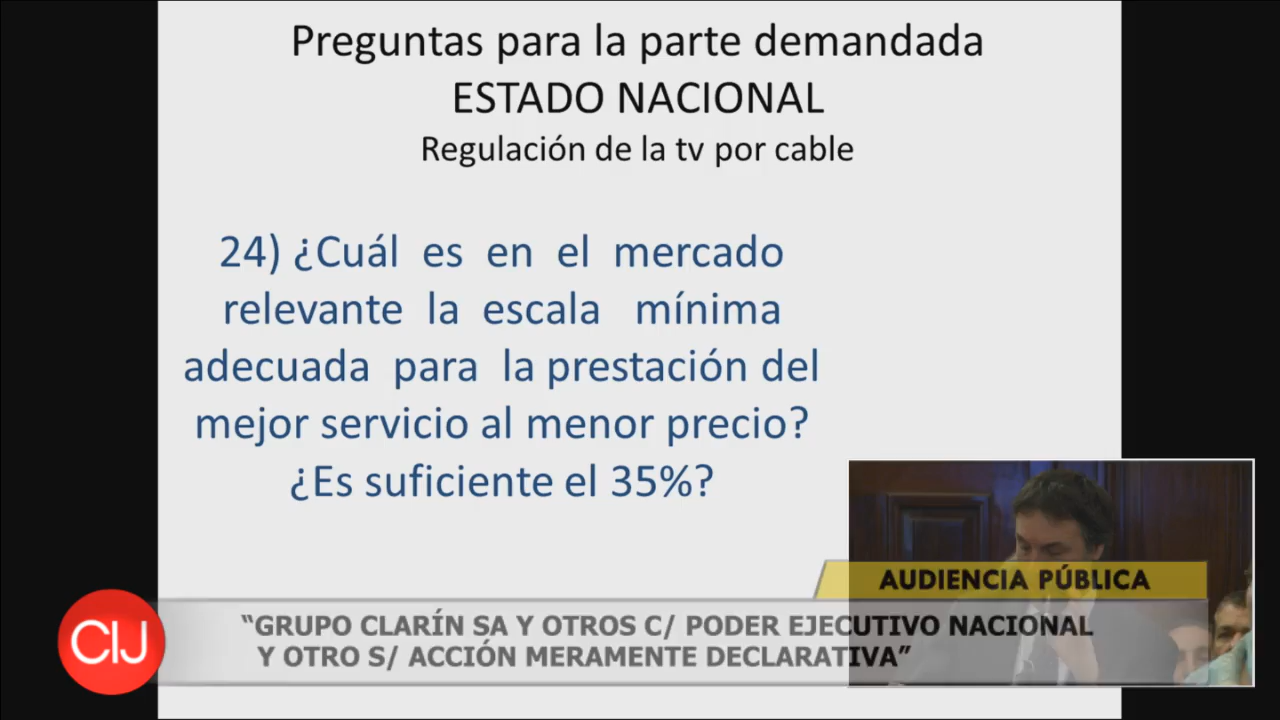 Preguntas para la parte demandada
ESTADO NACIONAL
Regulación de la tv por cable
24) ¿Cuál es en el mercado
relevante la escala mínima
adecuada para la prestación del
mejor servicio al menor precio?
¿Es suficiente el 35%?
AUDIENCIA PÚBLICA
CIJ
"GRUPO CLARÍN SA Y OTROS C/ PODER EJECUTIVO NACIONAL
Y OTRO S/ ACCIÓN MERAMENTE DECLARATIVA"